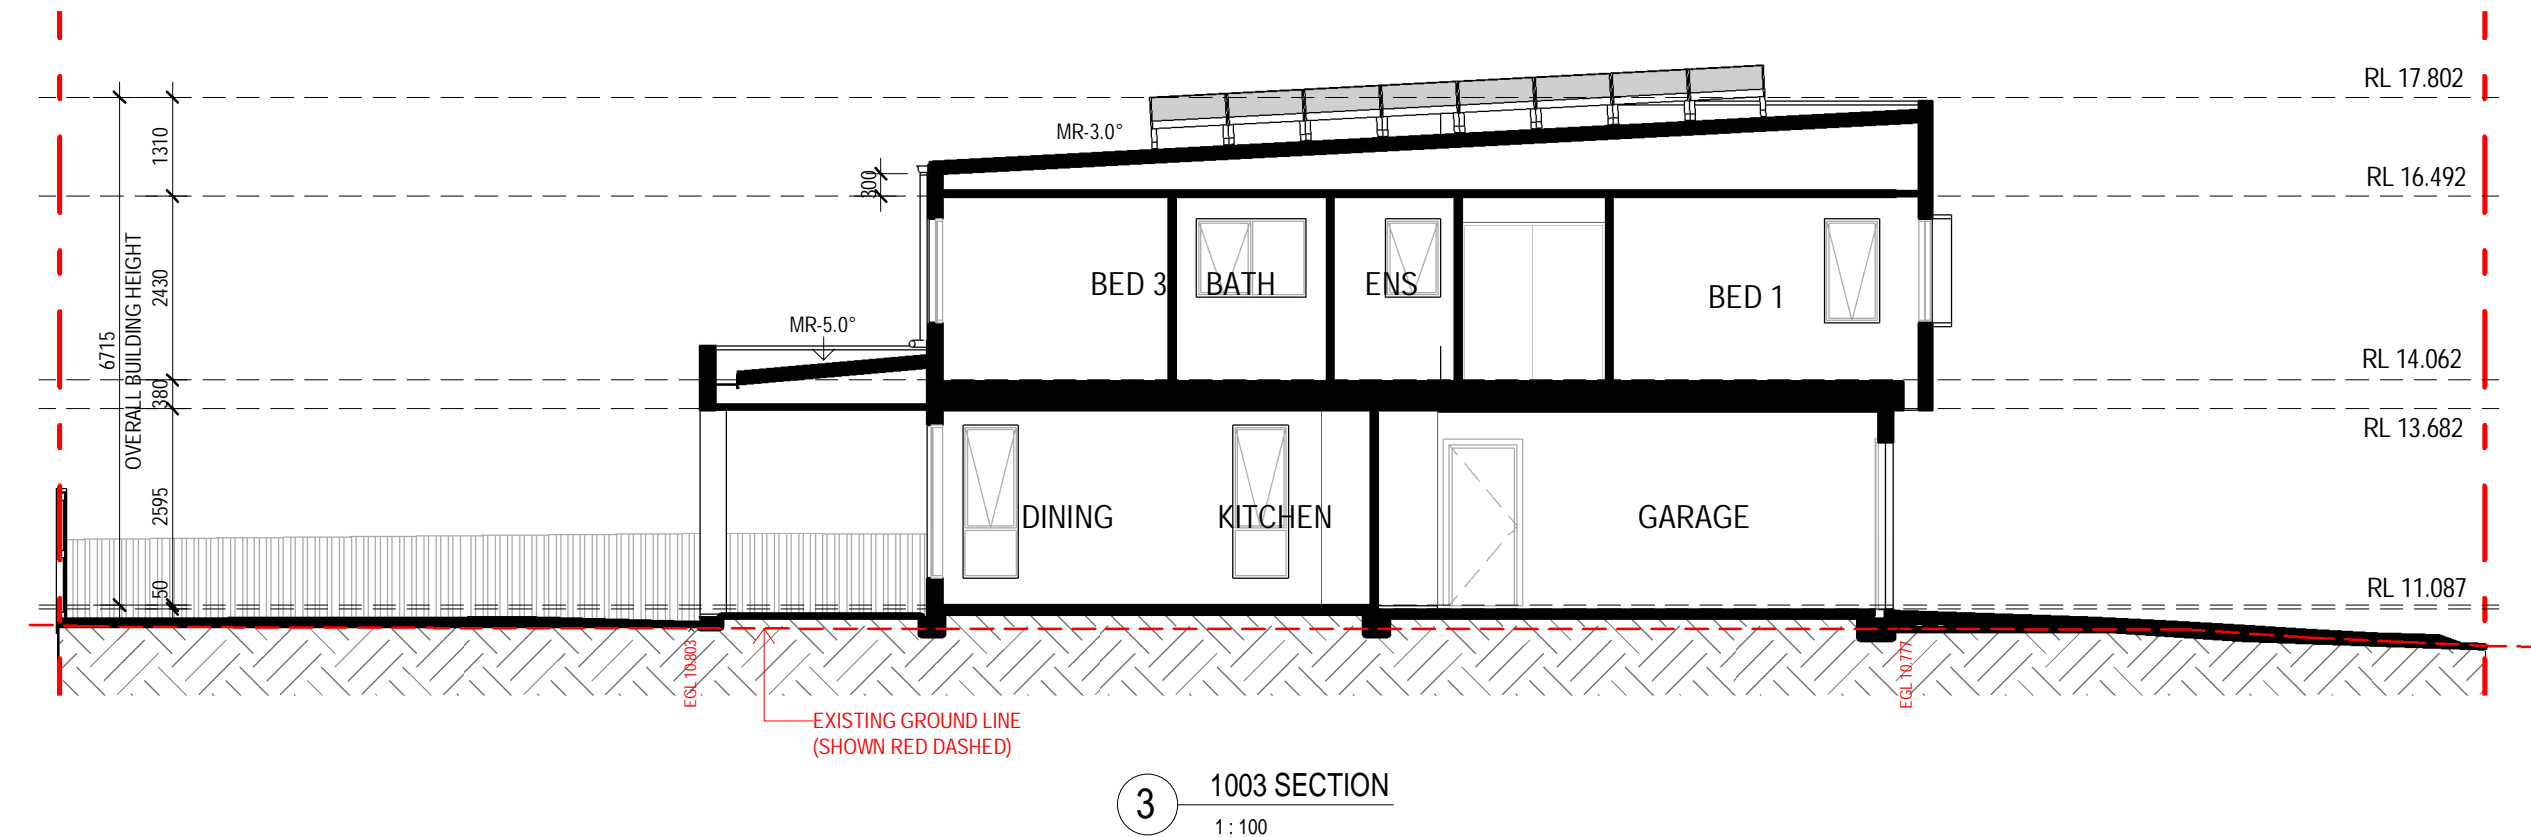 RL 17.802
MR-3.0°
1310
RL 16.492
300
OVERALL BUILDING HEIGHT
6715
2430
BED 3
BATH
ENS
BED 1
MR-5.0°
RL 14.062
380
RL 13.682
2595
DINING
KITCHEN
GARAGE
50
RL 11.087
EGL 10.803
EGL 10.777
EXISTING GROUND LINE
(SHOWN RED DASHED)
3
1003 SECTION
1 : 100